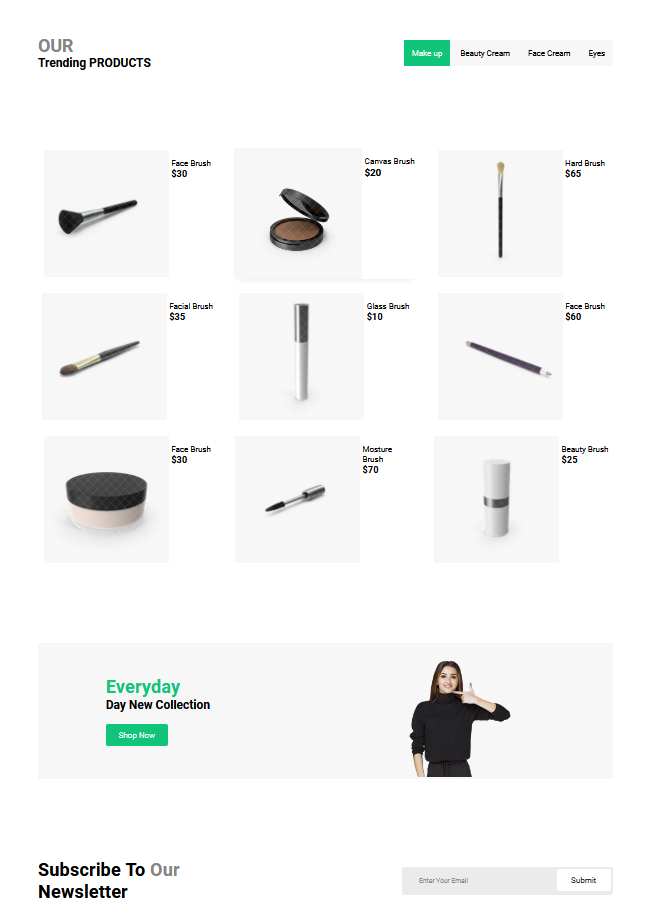 OUR
Trending PRODUCTS
Make up Beauty Cream Face Cream Eyes
Face Brush
$30
Canvas Brush
$20
Hard Brush
$65
Facial Brush
$35
Glass Brush
$10
Face Brush
$60
Face Brush
$30
Mosture
Brush
$70
Beauty Brush
$25
Everyday
Day New Collection
Shop Now
Subscribe To Our
Newsletter
Enter Your Email
Submit